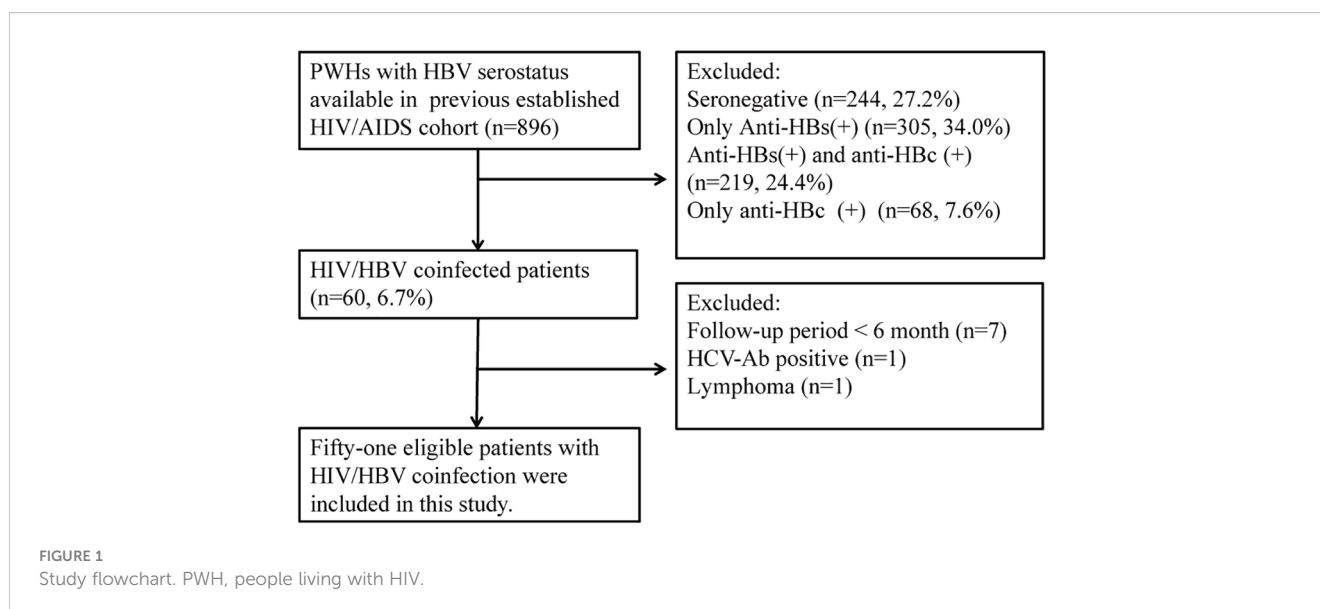 PWHs with HBV serostatus
available in previous established
HIV/AIDS cohort (n=896)
Excluded:
Seronegative (n=244, 27.2%)
Only Anti-HBs(+) (n=305, 34.0%)
Anti-HBs(+) and anti-HBc (+)
(n=219, 24.4%)
Only anti-HBc (+) (n=68, 7.6%)
HIV/HBV coinfected patients
(n=60, 6.7%)
Excluded:
Follow-up period < 6 month (n=7)
HCV-Ab positive (n=1)
Lymphoma (n=1)
Fifty-one eligible patients with
HIV/HBV coinfection were
included in this study.
FIGURE 1
Study flowchart. PWH, people living with HIV.